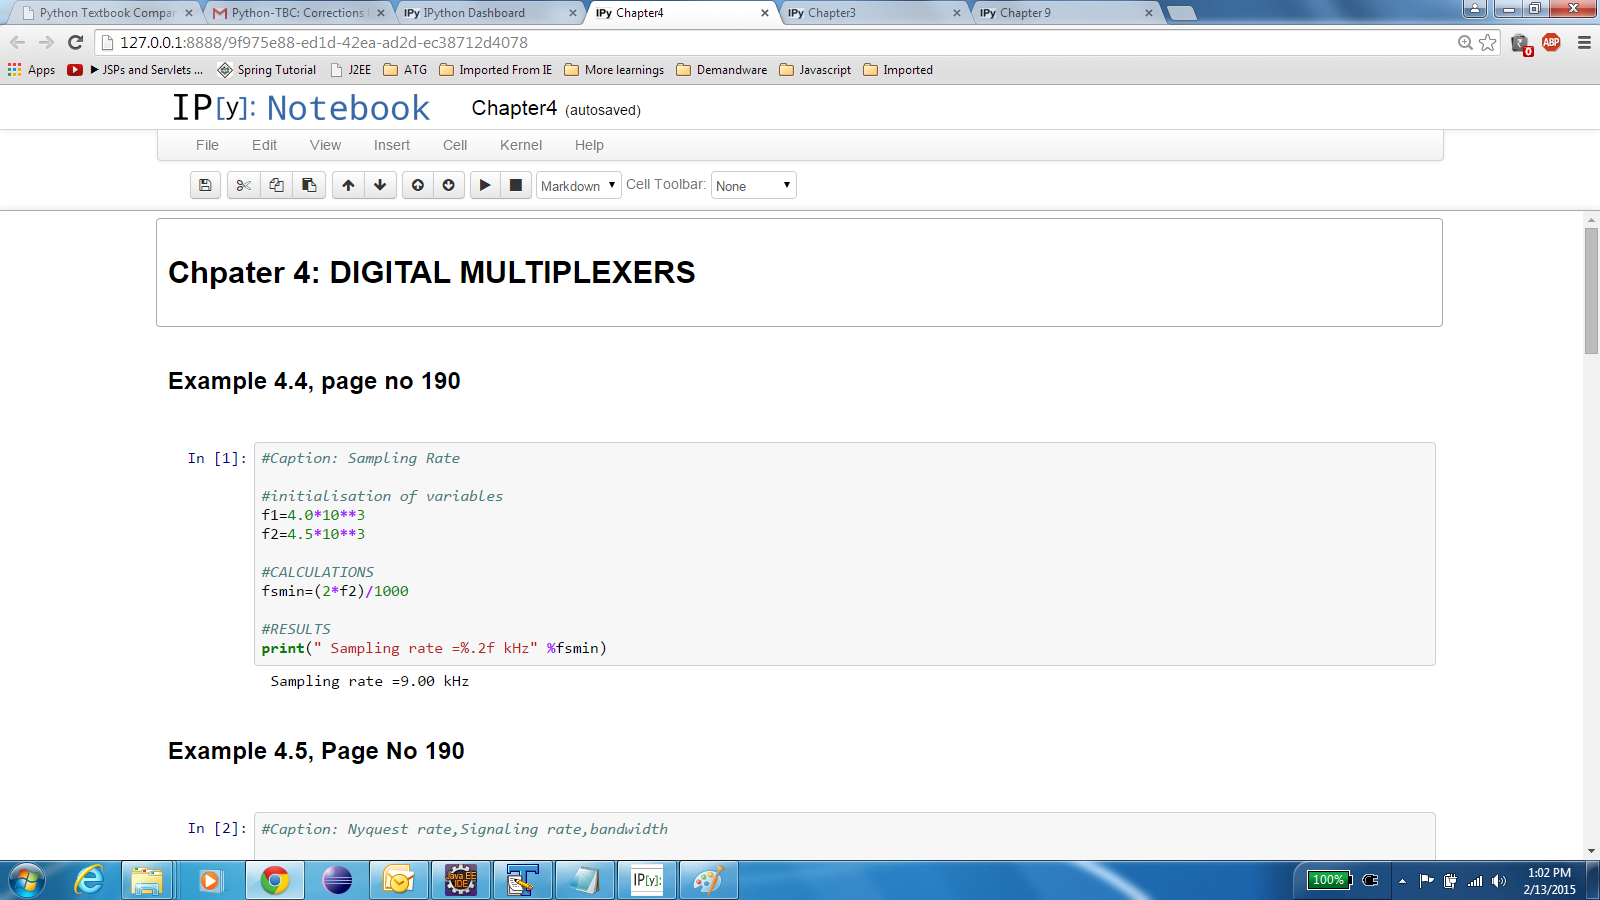 Python Textbook Compar
Python-TBC: Corrections
IPy IPython Dashboard
IPy Chapter4
IPy Chapter3
IPy Chapter 9
127.0.0.1:8888/9f975e88-ed1d-42ea-ad2d-ec38712d4078
ABP
0
Apps
►JSPs and Servlets ...
Spring Tutorial
J2EE
ATG
Imported From IE
More learnings
Demandware
Javascript
Imported
IP[y]: Notebook
Chapter4 (autosaved)
File Edit View Insert Cell Kernel Help
Markdown
Cell Toolbar: None
Chpater 4: DIGITAL MULTIPLEXERS
Example 4.4, page no 190
In [1]:
#Caption: Sampling Rate
#initialisation of variables
f1=4.0*10**3
f2=4.5*10**3
#CALCULATIONS
fsmin=(2*f2)/1000
#RESULTS
print(" Sampling rate =%.2f kHz" %fsmin)
Sampling rate =9.00 kHz
Example 4.5, Page No 190
In [2]:
#Caption: Nyquest rate,Signaling rate,bandwidth
Java EE
IDE
IP[y]:
100%
1:02 PM
2/13/2015